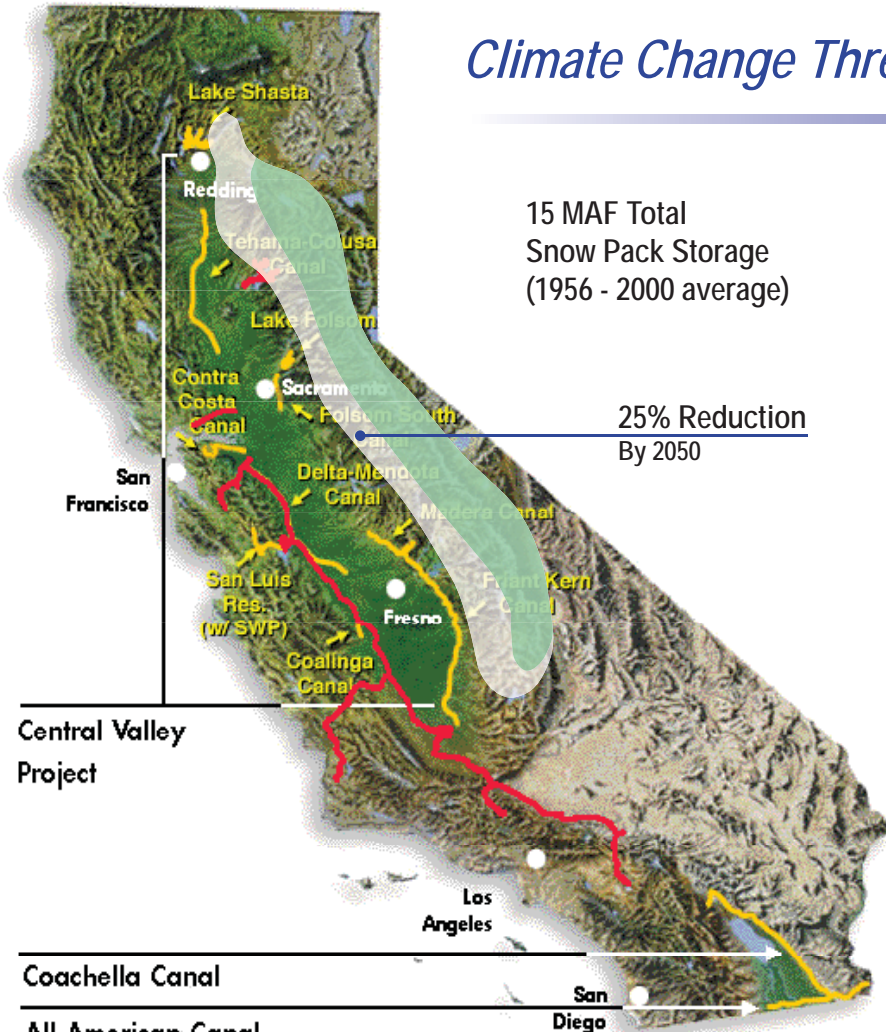 Climate Change Thre
Lake Shasta
Redding
15 MAF Total
Snow Pack Storage
(1956 - 2000 average)
Tehama-Colusa
Canal
Lake Folsom
Contra
Costa
Canal
Sacramento
Folsom South
Canal
25% Reduction
By 2050
San
Francisco
Delta-Mendota
Canal
Madera Canal
San Luis
Res.
(w/ SWP)
Friant Kern
Canal
Fresno
Coalinga
Canal
Central Valley
Project
Los
Angeles
Coachella Canal
San
Diego
All American Canal